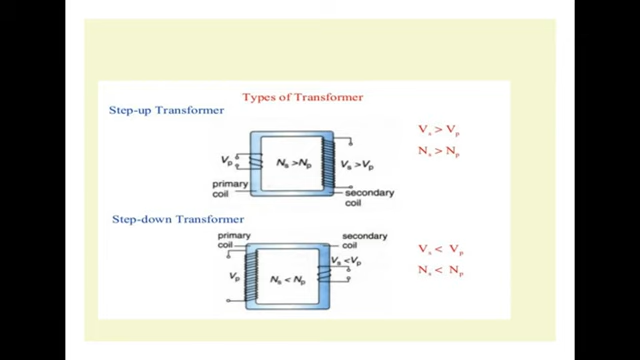 Types of Transformer
Step-up Transformer
Vp
Ns>Np
Vs>Vp
primary
coil
secondary
coil
Vs > Vp
Ns > Np
Step-down Transformer
primary
coil
secondary
coil
Vp
Ns < Np
Vs <Vp
Vs < Vp
Ns < Np